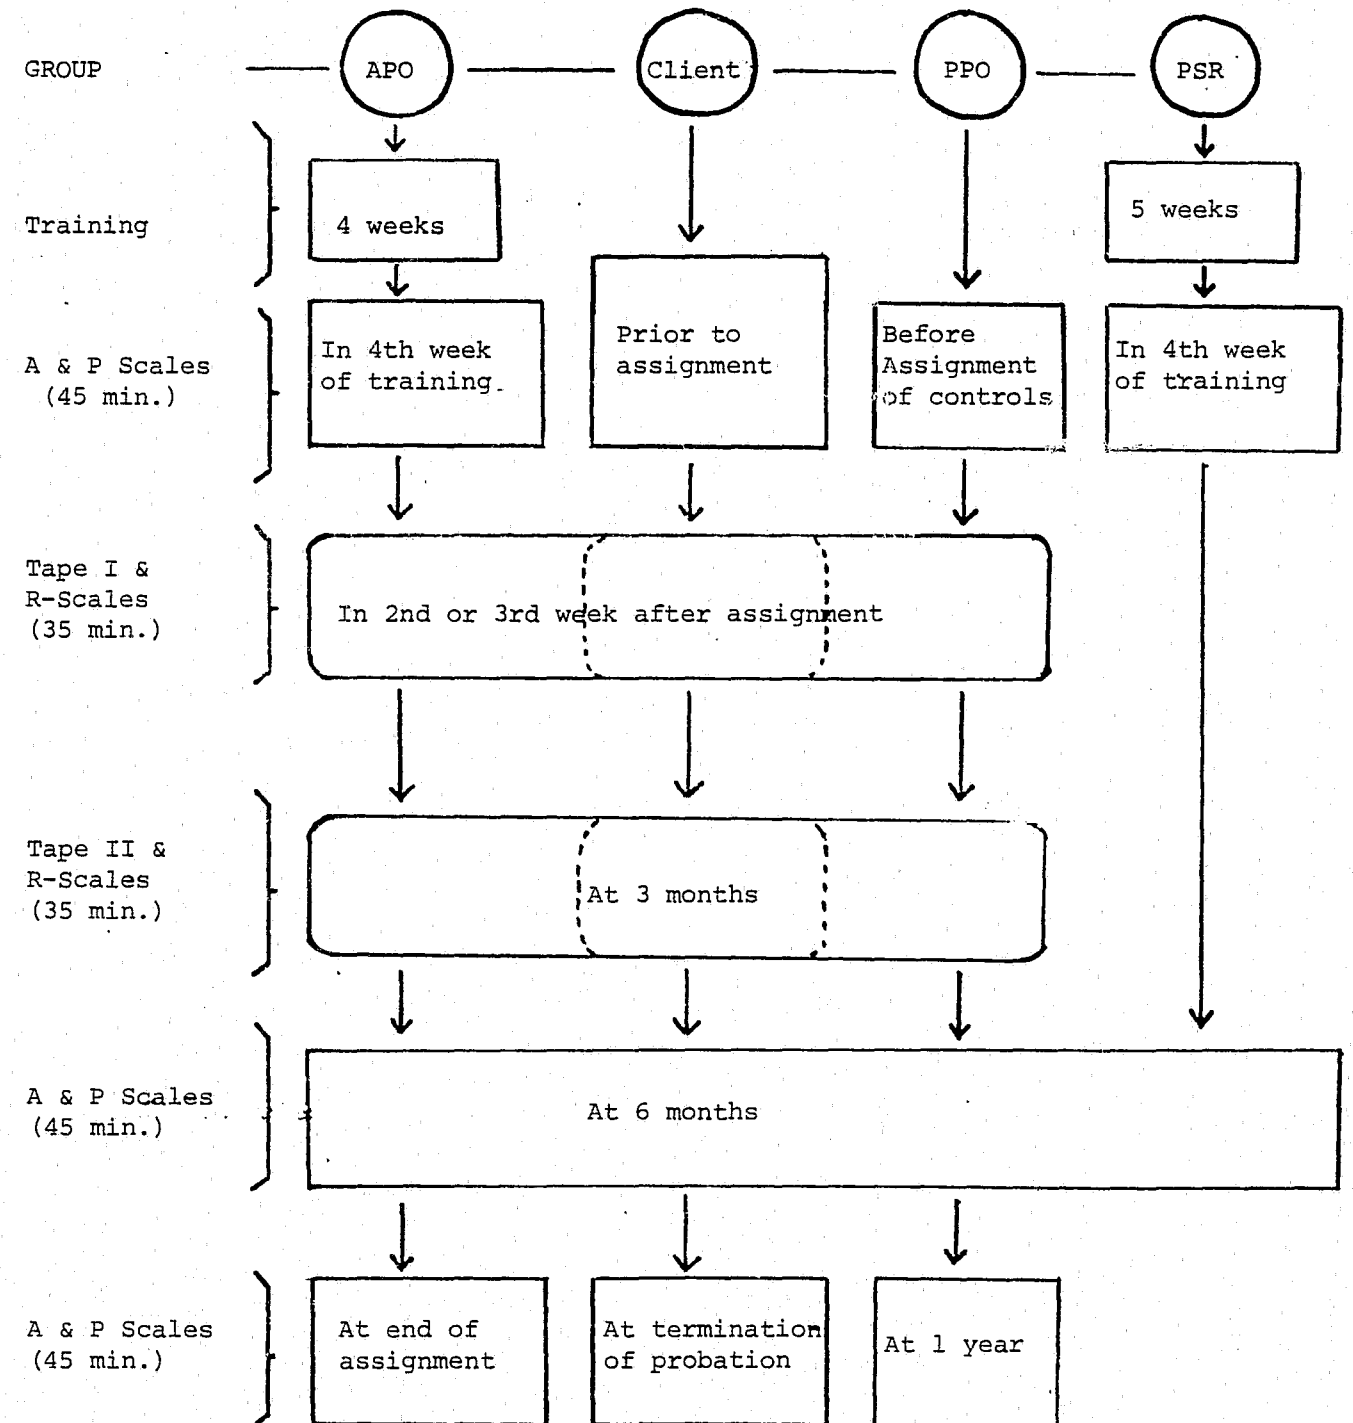 GROUP APO Client PPO PSR
Training
4 weeks
5 weeks
A & P Scales
(45 min.)
In 4th week
of training.
Prior to
assignment
Before
Assignment
of controls
In 4th week
of training
Tape I &
R-Scales
(35 min.)
In 2nd or 3rd week after assignment
Tape II &
R-Scales
(35 min.)
At 3 months
A & P Scales
(45 min.)
At 6 months
A & P Scales
(45 min.)
At end of
assignment
At termination
of probation
At 1 year